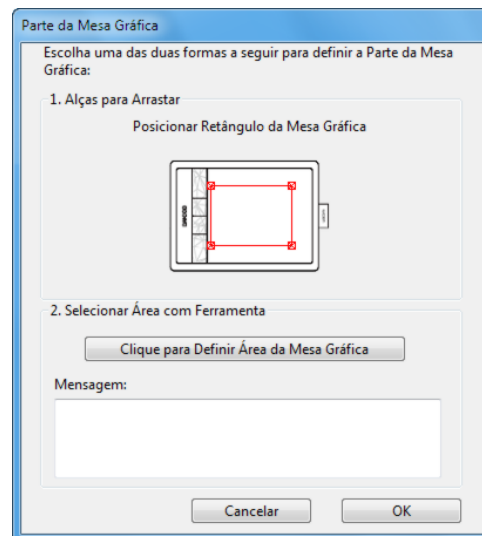 Parte da Mesa Gráfica
Escolha uma das duas formas a seguir para definir a Parte da Mesa
Gráfica:
1. Alças para Arrastar
Posicionar Retângulo da Mesa Gráfica
2. Selecionar Área com Ferramenta
Clique para Definir Área da Mesa Gráfica
Mensagem:
Cancelar
OK